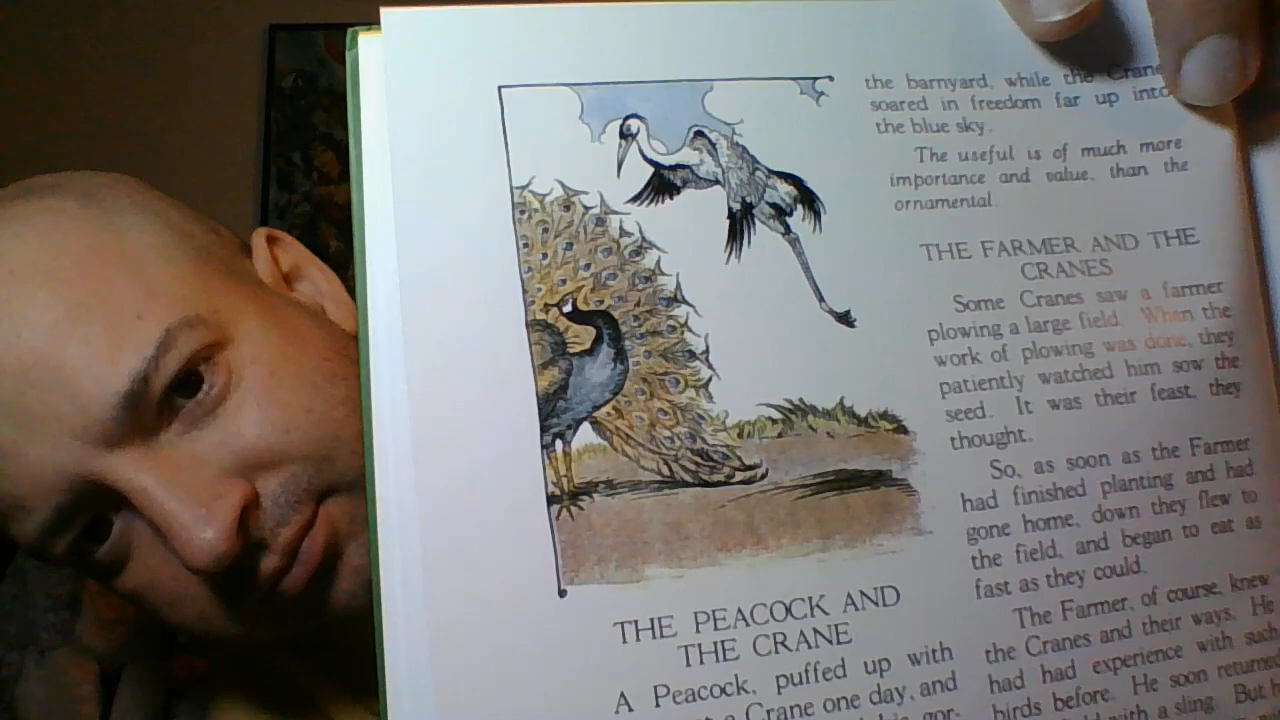 THE PEACOCK AND
THE CRANE
A Peacock, puffed up with
Crane one day, and
the barnyard, while the Crane
soared in freedom far up into
the blue sky.
The useful is of much more
importance and value, than the
ornamental.
THE FARMER AND THE
CRANES
Some Cranes saw a farmer
plowing a large field. When the
work of plowing was done, they
patiently watched him sow the
seed. It was their feast, they
thought.
So, as soon as the Farmer
had finished planting and had
gone home, down they flew to
the field, and began to eat as
fast as they could.
The Farmer, of course, knew
the Cranes and their ways. He
had had experience with such
birds before. He soon returned
with a sling. But